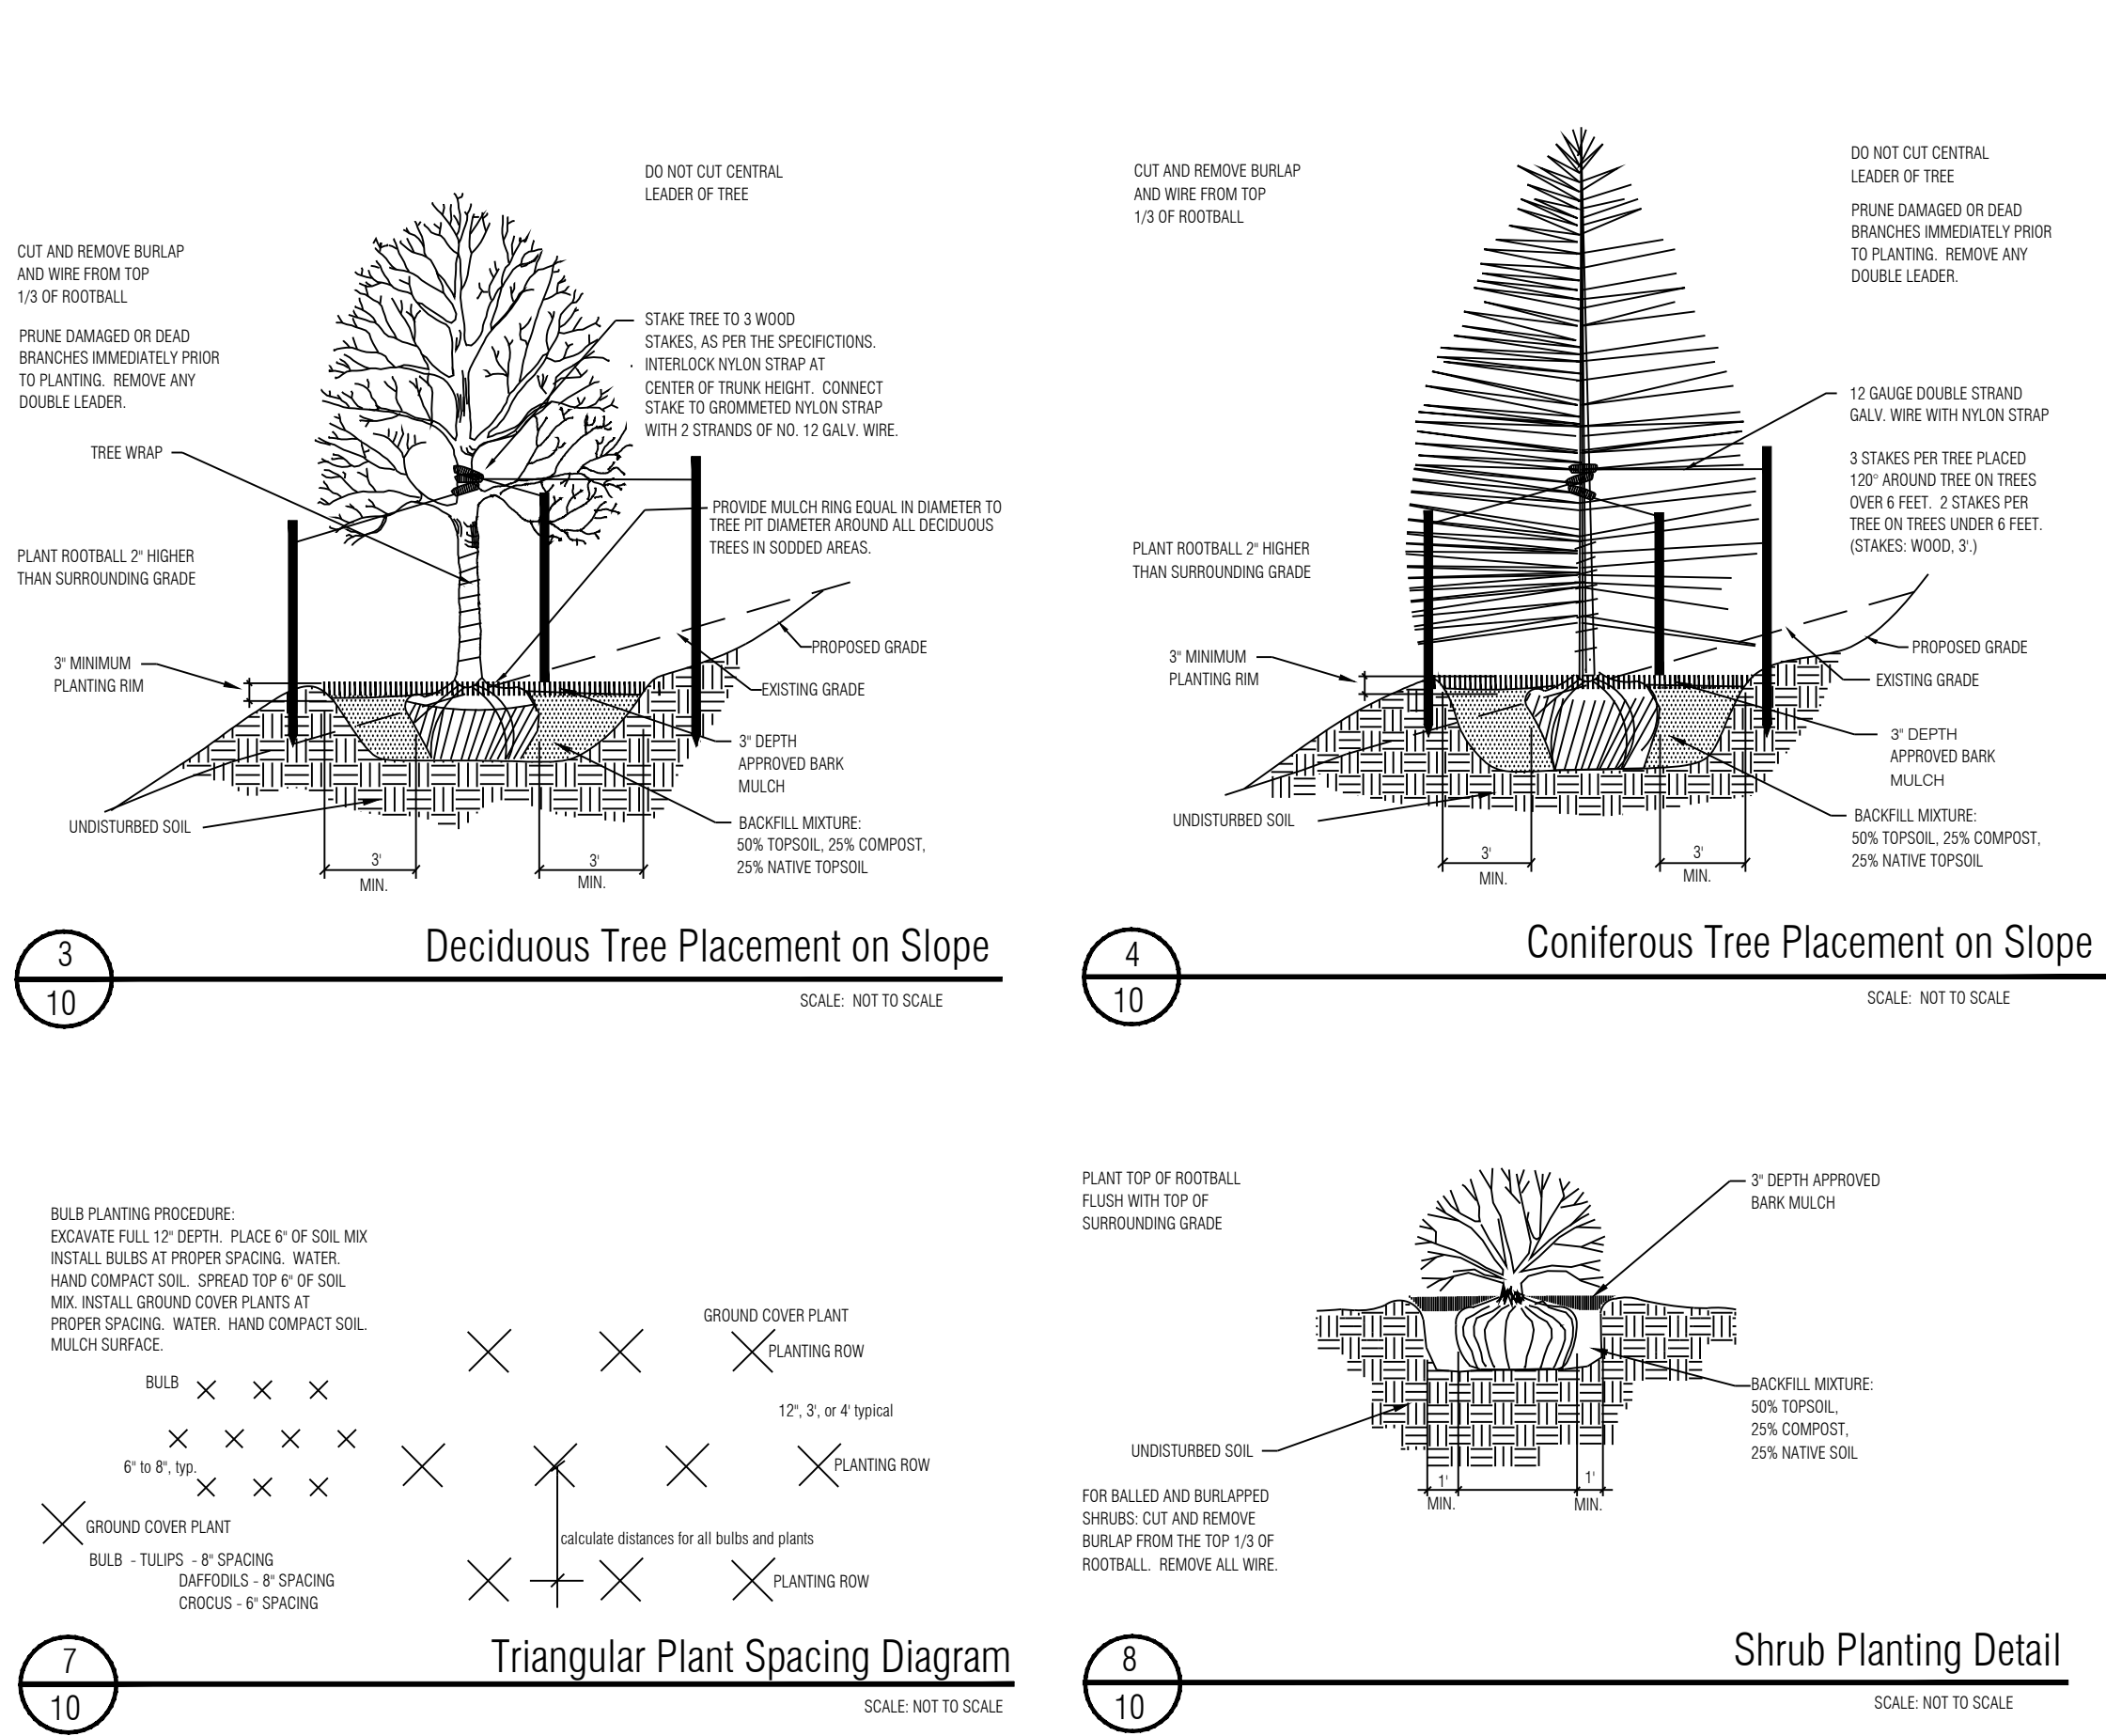 DO NOT CUT CENTRAL
LEADER OF TREE
CUT AND REMOVE BURLAP
AND WIRE FROM TOP
1/3 OF ROOTBALL
PRUNE DAMAGED OR DEAD
BRANCHES IMMEDIATELY PRIOR
TO PLANTING. REMOVE ANY
DOUBLE LEADER.
STAKE TREE TO 3 WOOD
STAKES, AS PER THE SPECIFICTIONS.
INTERLOCK NYLON STRAP AT
CENTER OF TRUNK HEIGHT. CONNECT
STAKE TO GROMMETED NYLON STRAP
WITH 2 STRANDS OF NO. 12 GALV. WIRE.
TREE WRAP
PROVIDE MULCH RING EQUAL IN DIAMETER TO
TREE PIT DIAMETER AROUND ALL DECIDUOUS
TREES IN SODDED AREAS.
PLANT ROOTBALL 2" HIGHER
THAN SURROUNDING GRADE
PROPOSED GRADE
3" MINIMUM
PLANTING RIM
EXISTING GRADE
3" DEPTH
APPROVED BARK
MULCH
UNDISTURBED SOIL
BACKFILL MIXTURE:
50% TOPSOIL, 25% COMPOST,
25% NATIVE TOPSOIL
3'
MIN.
3'
MIN.
3
10
Deciduous Tree Placement on Slope
SCALE: NOT TO SCALE
CUT AND REMOVE BURLAP
AND WIRE FROM TOP
1/3 OF ROOTBALL
DO NOT CUT CENTRAL
LEADER OF TREE
PRUNE DAMAGED OR DEAD
BRANCHES IMMEDIATELY PRIOR
TO PLANTING. REMOVE ANY
DOUBLE LEADER.
12 GAUGE DOUBLE STRAND
GALV. WIRE WITH NYLON STRAP
3 STAKES PER TREE PLACED
120° AROUND TREE ON TREES
OVER 6 FEET. 2 STAKES PER
TREE ON TREES UNDER 6 FEET.
(STAKES: WOOD, 3'.)
PLANT ROOTBALL 2" HIGHER
THAN SURROUNDING GRADE
PROPOSED GRADE
3" MINIMUM
PLANTING RIM
EXISTING GRADE
3" DEPTH
APPROVED BARK
MULCH
UNDISTURBED SOIL
BACKFILL MIXTURE:
50% TOPSOIL, 25% COMPOST,
25% NATIVE TOPSOIL
3'
MIN.
3'
MIN.
4
10
Coniferous Tree Placement on Slope
SCALE: NOT TO SCALE
BULB PLANTING PROCEDURE:
EXCAVATE FULL 12" DEPTH. PLACE 6" OF SOIL MIX
INSTALL BULBS AT PROPER SPACING. WATER.
HAND COMPACT SOIL. SPREAD TOP 6" OF SOIL
MIX. INSTALL GROUND COVER PLANTS AT
PROPER SPACING. WATER. HAND COMPACT SOIL.
MULCH SURFACE.
GROUND COVER PLANT
PLANTING ROW
BULB
12", 3', or 4' typical
6" to 8", typ.
PLANTING ROW
GROUND COVER PLANT
calculate distances for all bulbs and plants
BULB - TULIPS - 8" SPACING
DAFFODILS - 8" SPACING
CROCUS - 6" SPACING
PLANTING ROW
7
10
Triangular Plant Spacing Diagram
SCALE: NOT TO SCALE
PLANT TOP OF ROOTBALL
FLUSH WITH TOP OF
SURROUNDING GRADE
3" DEPTH APPROVED
BARK MULCH
BACKFILL MIXTURE:
50% TOPSOIL,
25% COMPOST,
25% NATIVE SOIL
UNDISTURBED SOIL
1'
MIN.
1'
MIN.
FOR BALLED AND BURLAPPED
SHRUBS: CUT AND REMOVE
BURLAP FROM THE TOP 1/3 OF
ROOTBALL. REMOVE ALL WIRE.
8
10
Shrub Planting Detail
SCALE: NOT TO SCALE